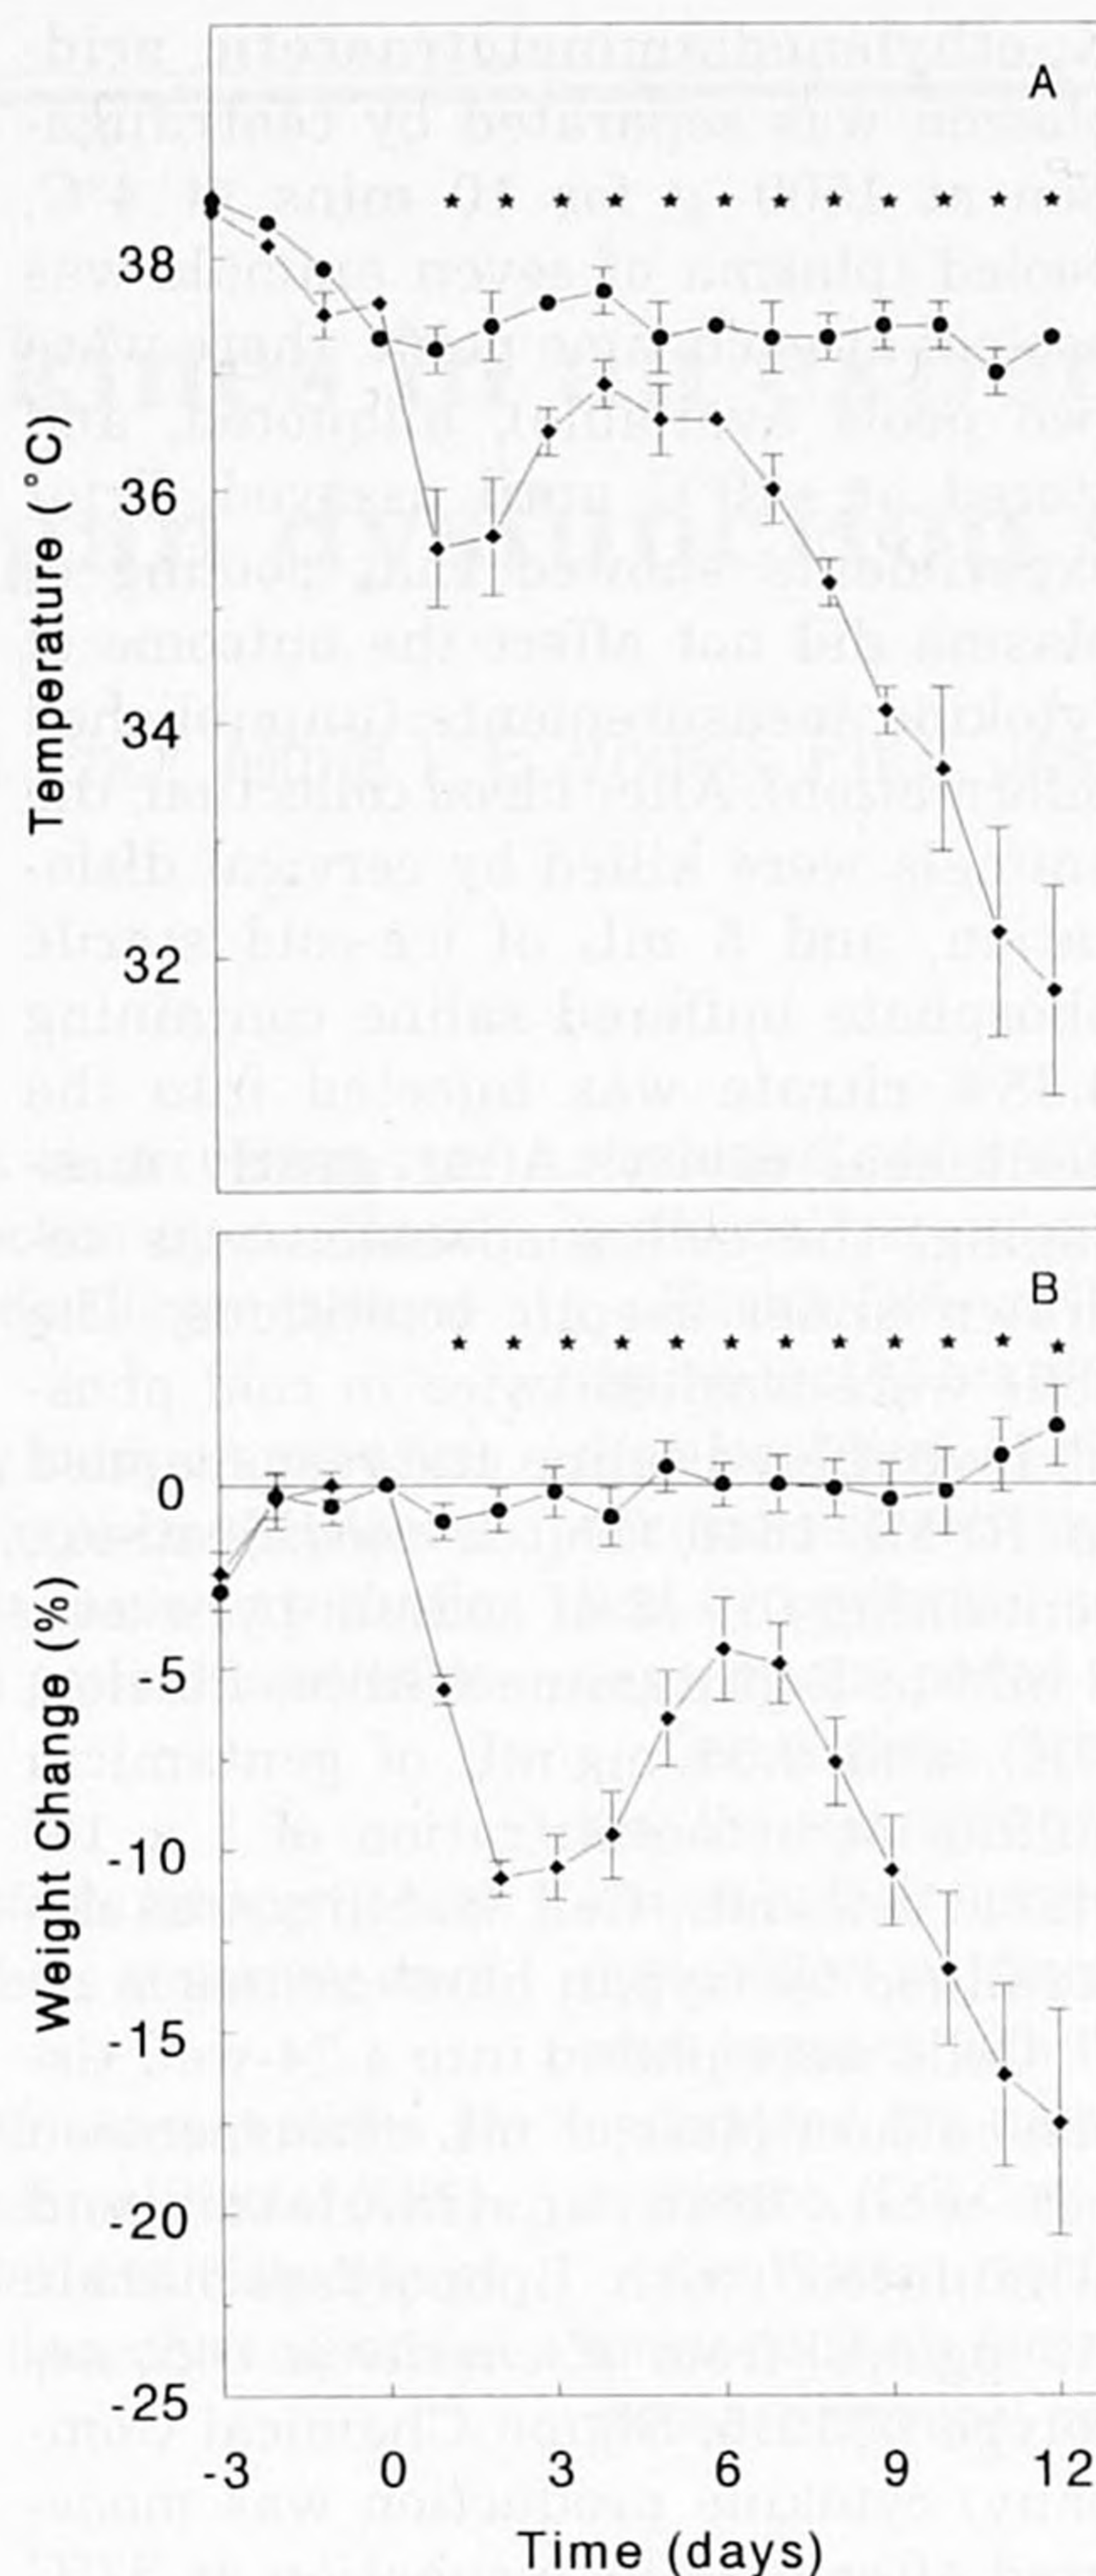 A
* * * * * * * * * * * *
38
36
34
32
Temperature (°C)
B
* * * * * * * * * * * *
0
-5
-10
-15
-20
-25
Weight Change (%)
-3 0 3 6 9 12
Time (days)